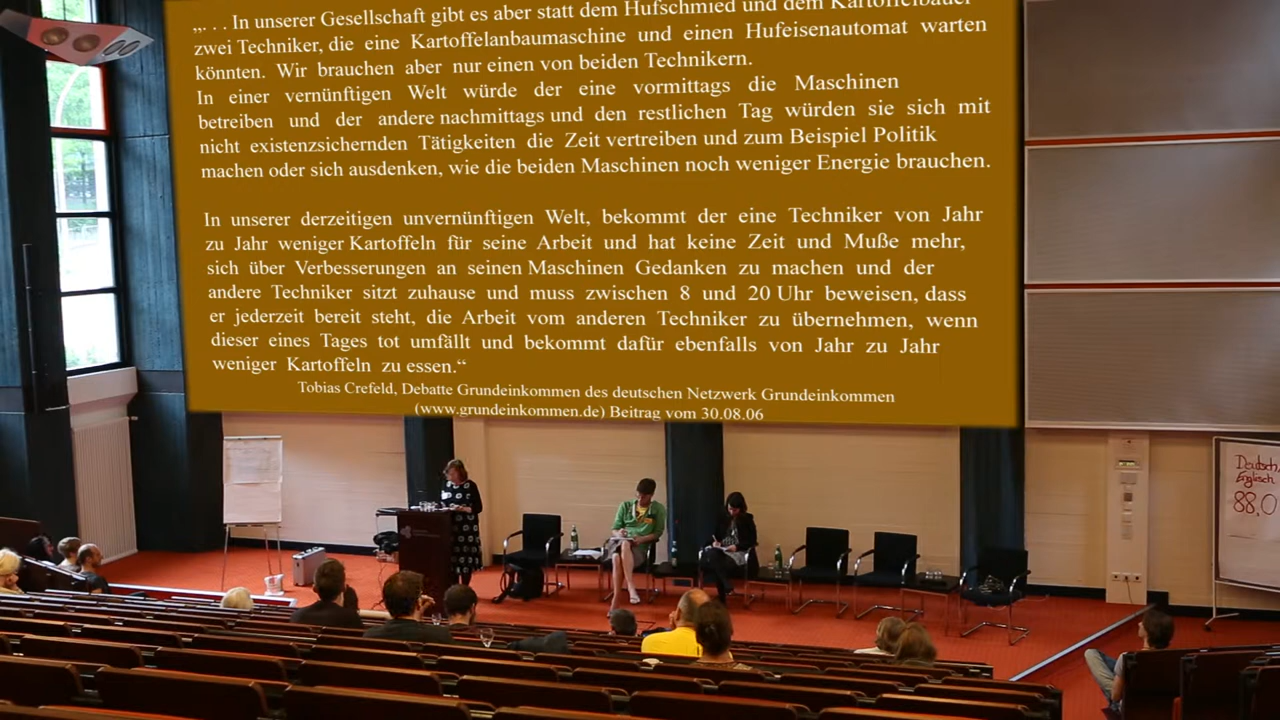 „. . . In unserer Gesellschaft gibt es aber statt dem Hufschmied und dem Kartoffelbauer
zwei Techniker, die eine Kartoffelanbaumaschine und einen Hufeisenautomat warten
könnten. Wir brauchen aber nur einen von beiden Technikern.
In einer vernünftigen Welt würde der eine vormittags die Maschinen
betreiben und der andere nachmittags und den restlichen Tag würden sie sich mit
nicht existenzsichernden Tätigkeiten die Zeit vertreiben und zum Beispiel Politik
machen oder sich ausdenken, wie die beiden Maschinen noch weniger Energie brauchen.
In unserer derzeitigen unvernünftigen Welt, bekommt der eine Techniker von Jahr
zu Jahr weniger Kartoffeln für seine Arbeit und hat keine Zeit und Muße mehr,
sich über Verbesserungen an seinen Maschinen Gedanken zu machen und der
andere Techniker sitzt zuhause und muss zwischen 8 und 20 Uhr beweisen, dass
er jederzeit bereit steht, die Arbeit vom anderen Techniker zu übernehmen, wenn
dieser eines Tages tot umfällt und bekommt dafür ebenfalls von Jahr zu Jahr
weniger Kartoffeln zu essen.“
Tobias Crefeld, Debatte Grundeinkommen des deutschen Netzwerk Grundeinkommen
(www.grundeinkommen.de) Beitrag vom 30.08.06
Deutsch/
Englisch
88,0